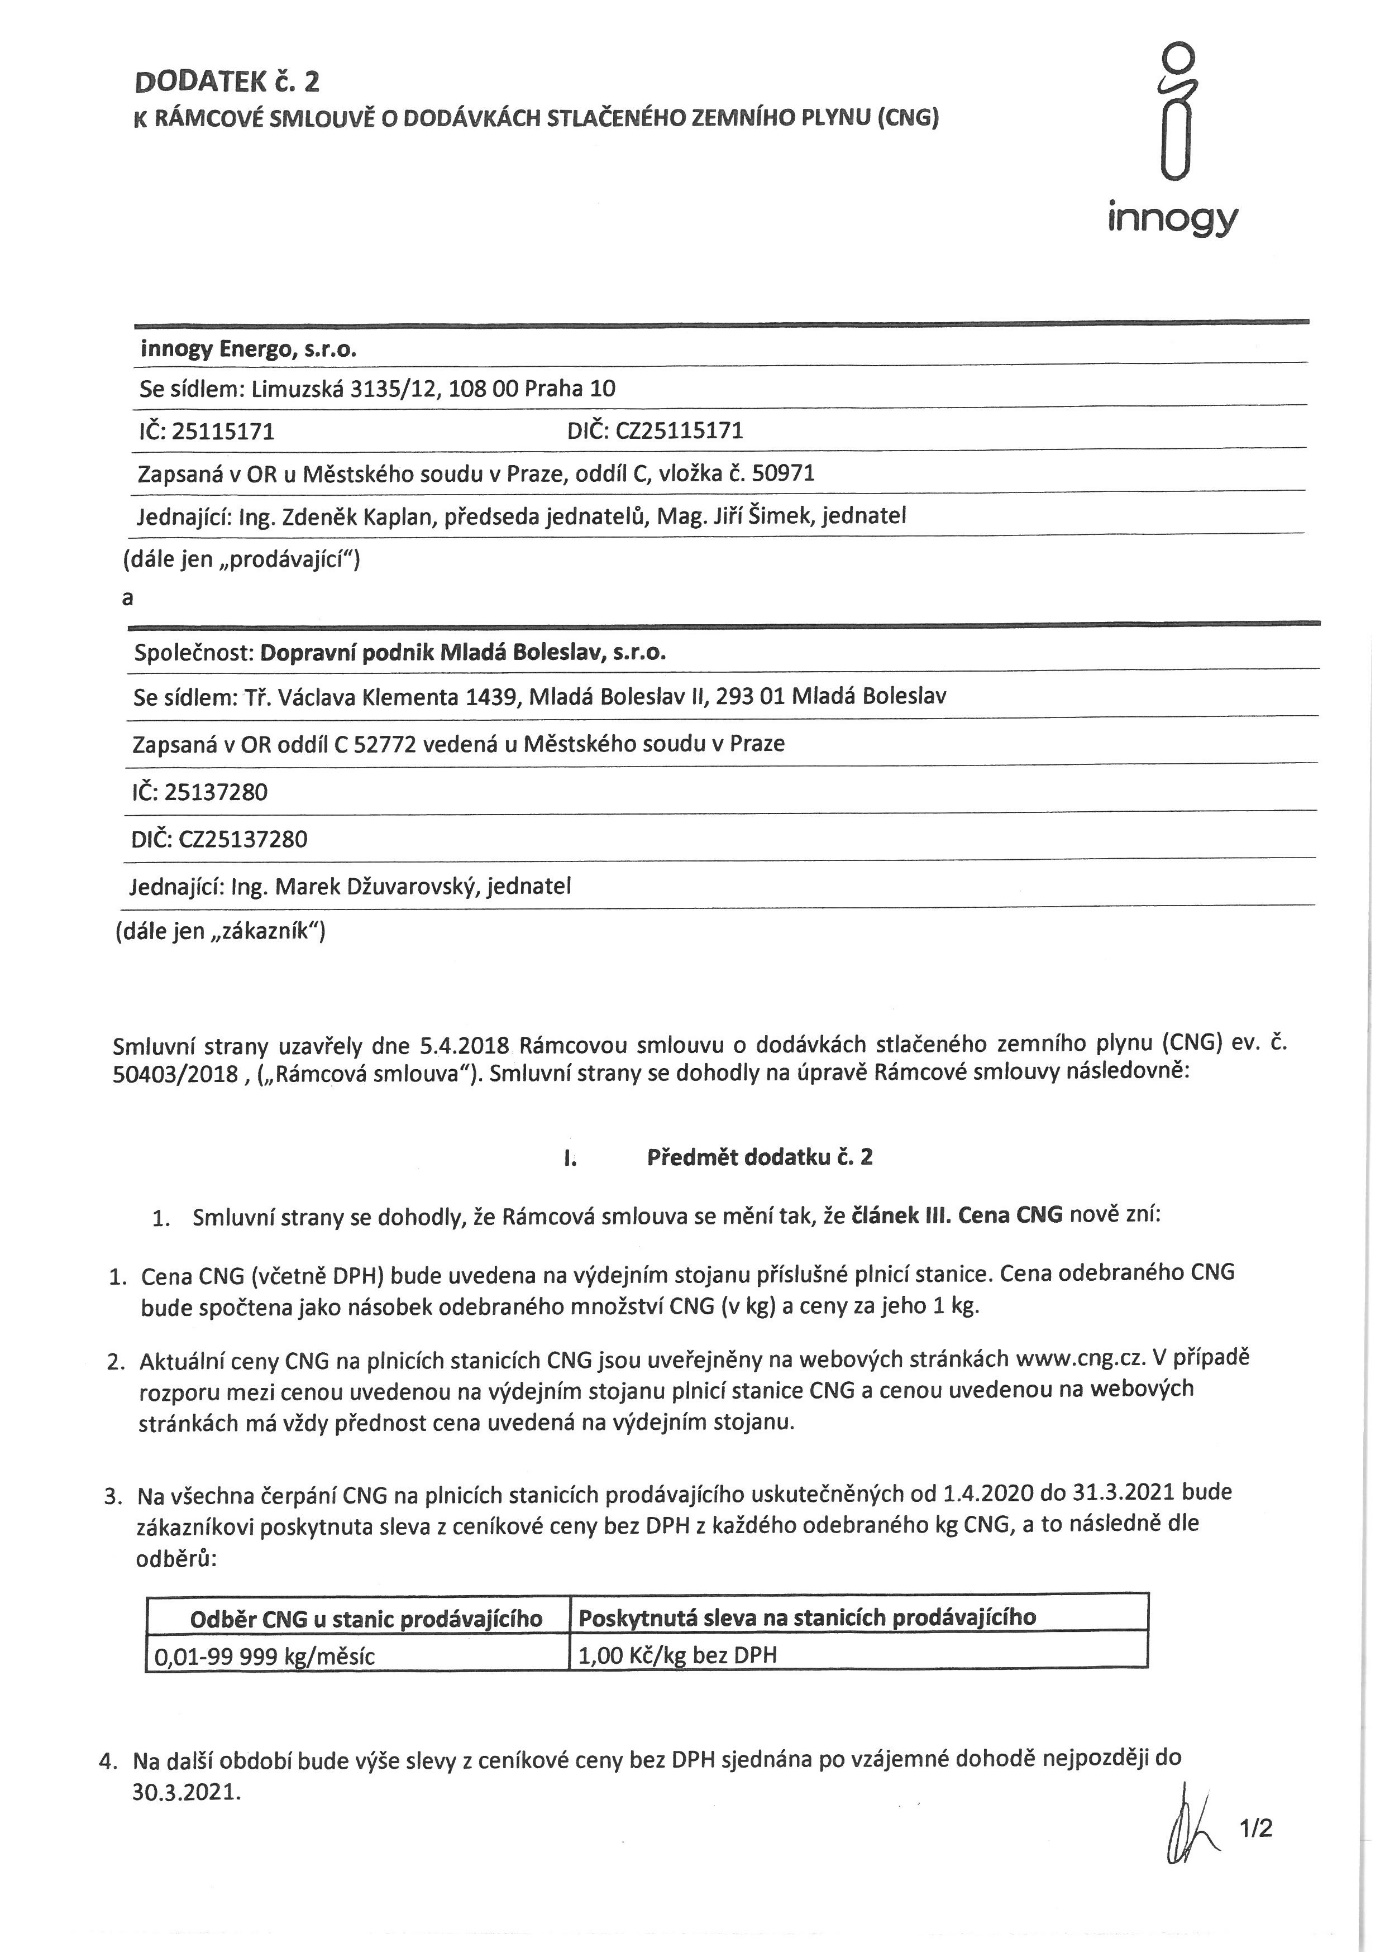 DODATEK č. 2
K RÁMCOVÉ SMLOUVĚ O DODÁVKÁCH STLAČENÉHO ZEMNÍHO PLYNU (CNG)
innogy
innogy Energo, s.r.o.
Se sídlem: Limuzská 3135/12, 108 00 Praha 10
IČ: 25115171 DIČ: CZ25115171
Zapsaná v OR u Městského soudu v Praze, oddíl C, vložka č. 50971
Jednající: Ing. Zdeněk Kaplan, předseda jednatelů, Mag. Jiří Šimek, jednatel
(dále jen „prodávající“)
a
Společnost: Dopravní podnik Mladá Boleslav, s.r.o.
Se sídlem: Tř. Václava Klementa 1439, Mladá Boleslav II, 293 01 Mladá Boleslav
Zapsaná v OR oddíl C 52772 vedená u Městského soudu v Praze
IČ: 25137280
DIČ: CZ25137280
Jednající: Ing. Marek Džuvarovský, jednatel
(dále jen „zákazník“)
Smluvní strany uzavřely dne 5.4.2018 Rámcovou smlouvu o dodávkách stlačeného zemního plynu (CNG) ev. č.
50403/2018 , („Rámcová smlouva“). Smluvní strany se dohodly na úpravě Rámcové smlouvy následovně:
I. Předmět dodatku č. 2
1. Smluvní strany se dohodly, že Rámcová smlouva se mění tak, že článek III. Cena CNG nově zní:
1. Cena CNG (včetně DPH) bude uvedena na výdejním stojanu příslušné plnicí stanice. Cena odebraného CNG
bude spočtena jako násobek odebraného množství CNG (v kg) a ceny za jeho 1 kg.
2. Aktuální ceny CNG na plnicích stanicích CNG jsou uveřejněny na webových stránkách www.cng.cz. V případě
rozporu mezi cenou uvedenou na výdejním stojanu plnicí stanice CNG a cenou uvedenou na webových
stránkách má vždy přednost cena uvedená na výdejním stojanu.
3. Na všechna čerpání CNG na plnicích stanicích prodávajícího uskutečněných od 1.4.2020 do 31.3.2021 bude
zákazníkovi poskytnuta sleva z ceníkové ceny bez DPH z každého odebraného kg CNG, a to následně dle
odběrů:
Odběr CNG u stanic prodávajícího Poskytnutá sleva na stanicích prodávajícího
0,01-99 999 kg/měsíc 1,00 Kč/kg bez DPH
4. Na další období bude výše slevy z ceníkové ceny bez DPH sjednána po vzájemné dohodě nejpozději do
30.3.2021.
1/2